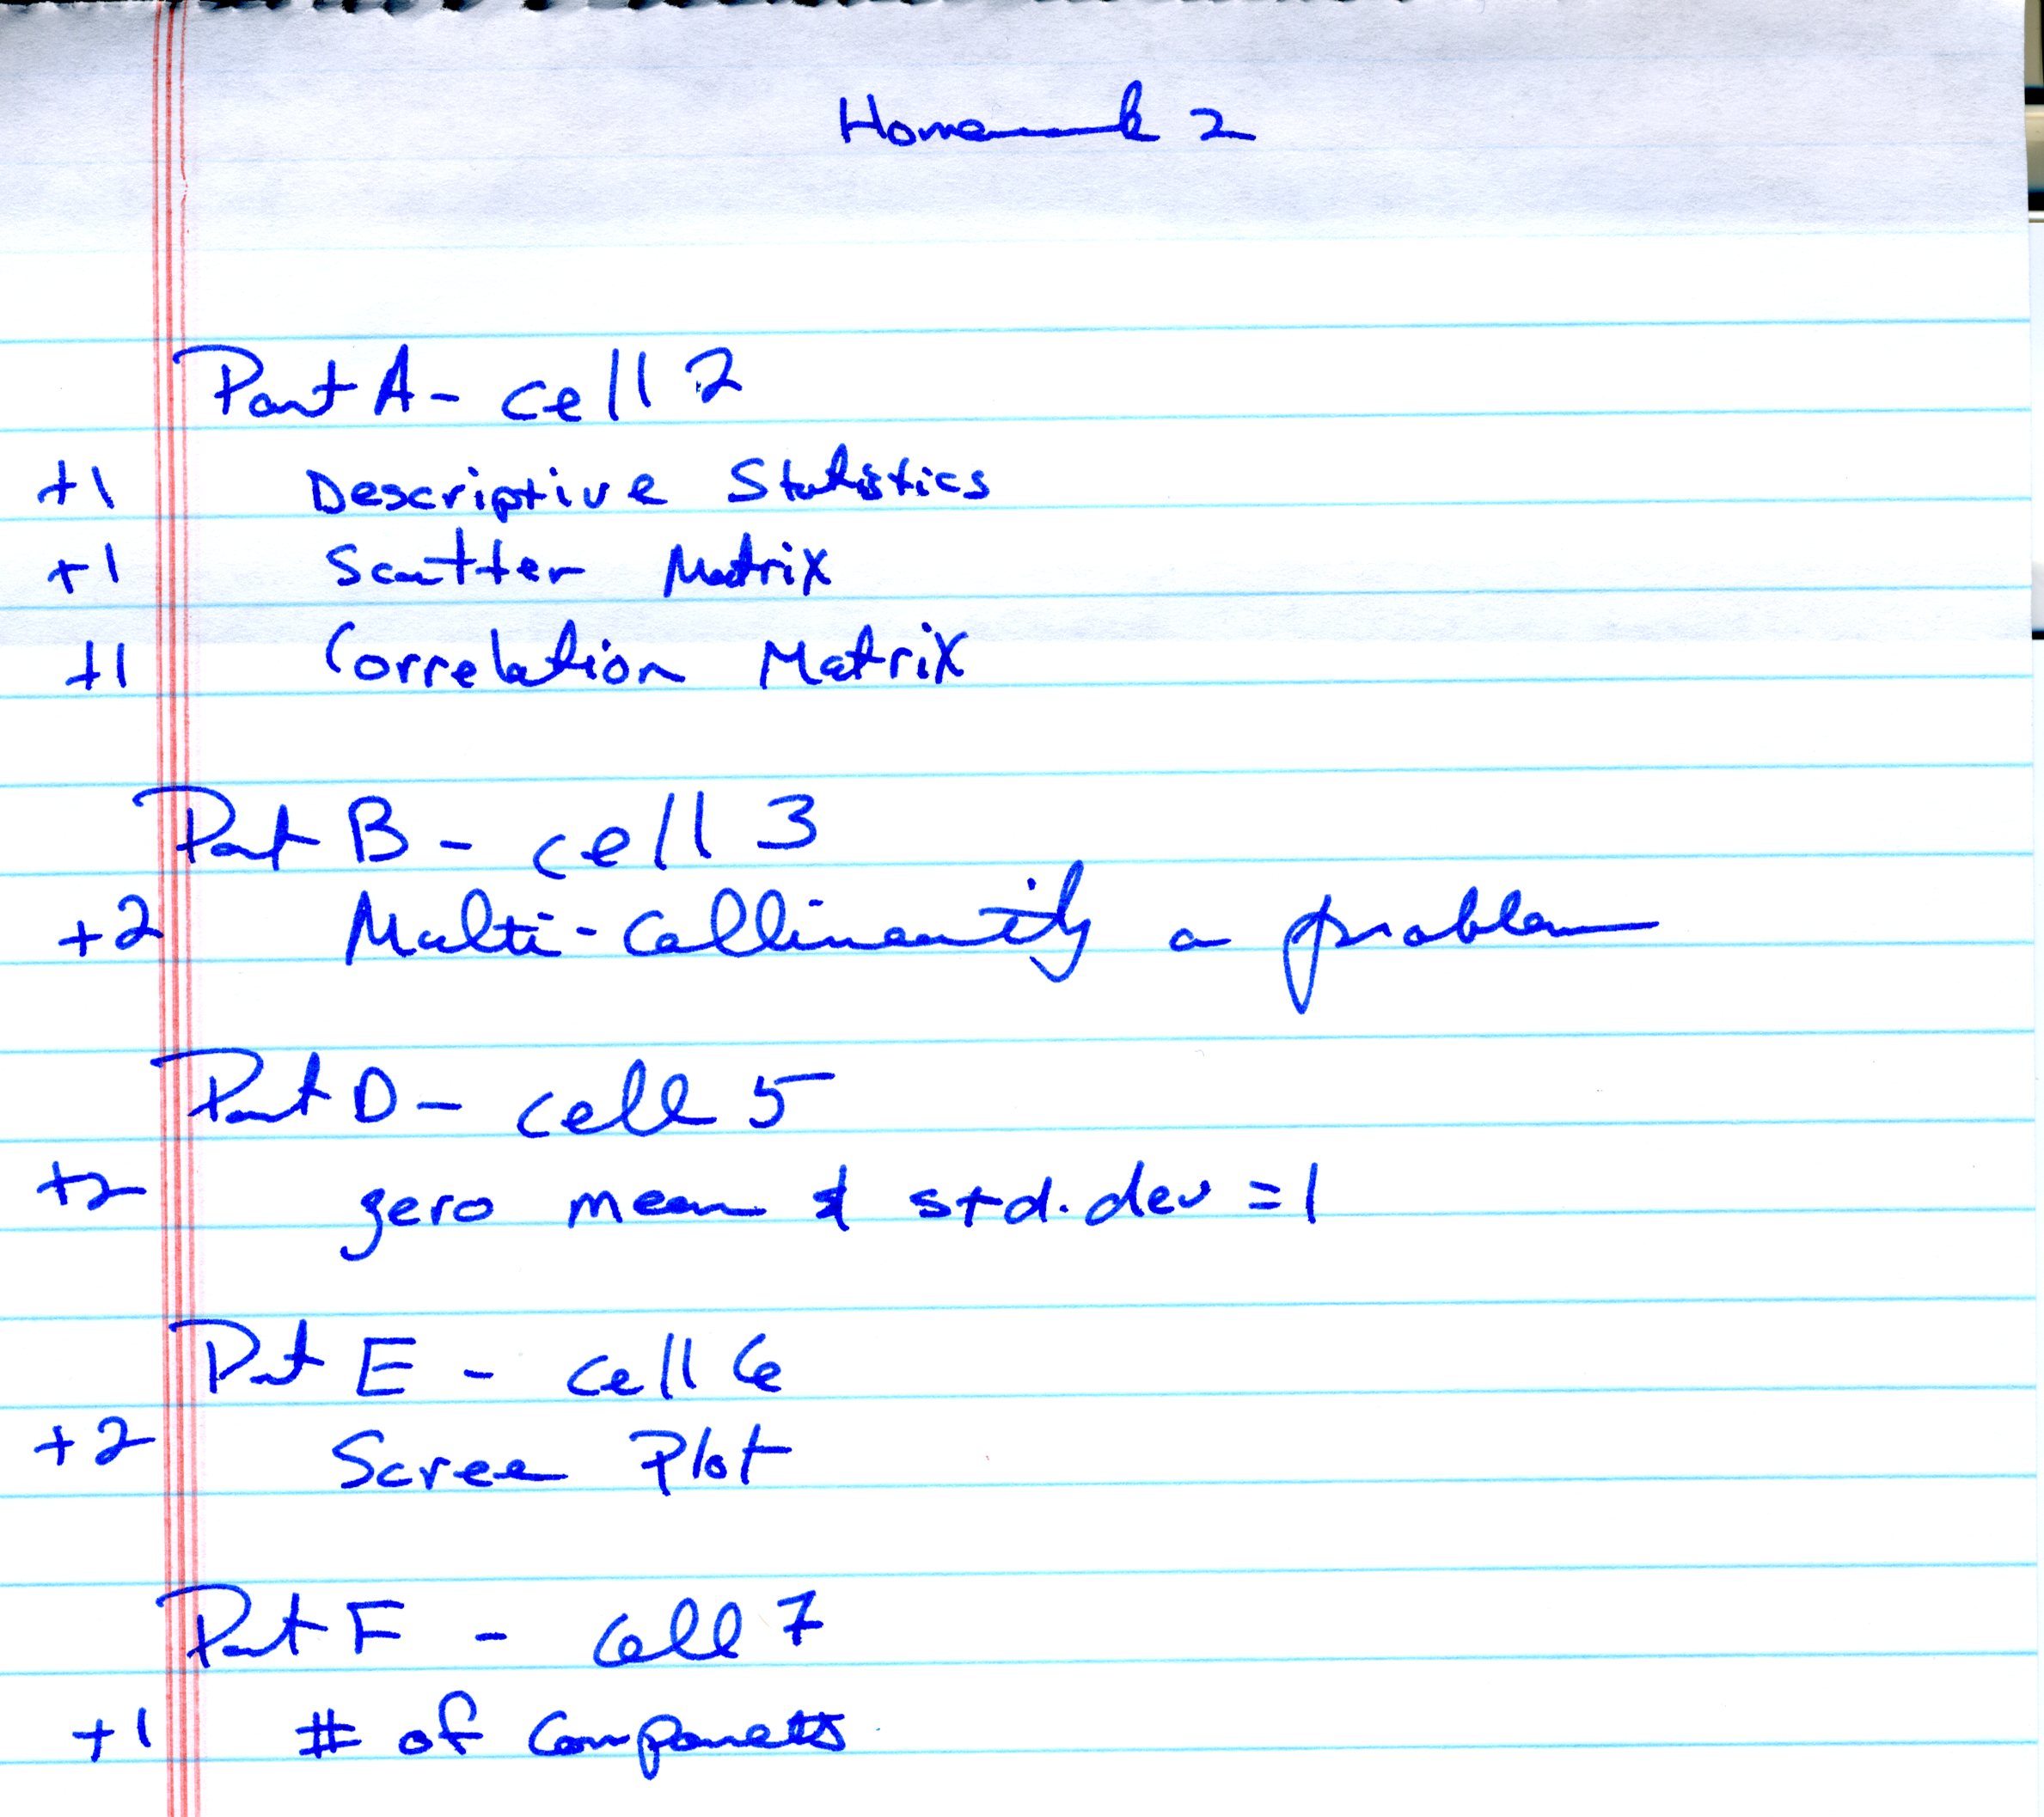 Homework 2
Part A - cell 2
+1 Descriptive Statistics
+1 Scatter Matrix
+1 Correlation Matrix
Part B - cell 3
+2 Multi-Collinearity a problem
Part D - cell 5
+2 zero mean & std. dev = 1
Part E - cell 6
+2 Scree Plot
Part F - cell 7
+1 # of Componets